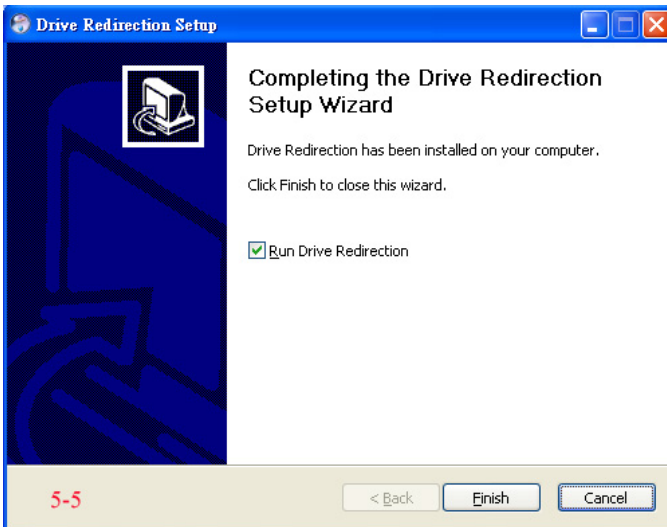 Drive Redirection Setup
Completing the Drive Redirection
Setup Wizard
Drive Redirection has been installed on your computer.
Click Finish to close this wizard.
Run Drive Redirection
5-5
< Back
Finish
Cancel